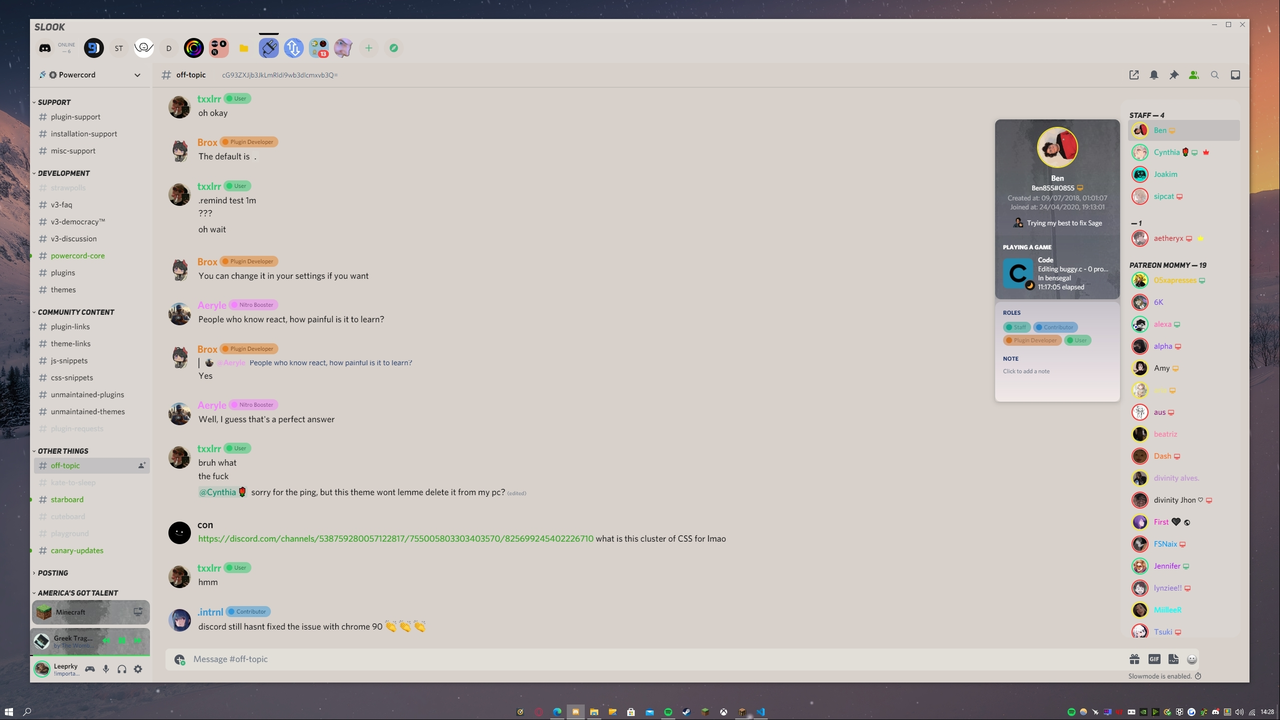 SLOOK
ONLINE
— 6
ST
D
13
Powercord
# off-topic
cG93ZXJjb3JkLmRldi9wb3dlcmxvb3Q=
SUPPORT
# plugin-support
# installation-support
# misc-support
DEVELOPMENT
# strawpolls
# v3-faq
# v3-democracy™
# v3-discussion
# powercord-core
# plugins
# themes
COMMUNITY CONTENT
# plugin-links
# theme-links
# js-snippets
# css-snippets
# unmaintained-plugins
# unmaintained-themes
# plugin-requests
OTHER THINGS
# off-topic
# hate-to-sleep
# starboard
# cuteboard
# playground
# canary-updates
POSTING
AMERICA'S GOT TALENT
Minecraft
Greek Trag...
Leeprky
!importa...
txxlrr User
oh okay
Brox Plugin Developer
The default is .
txxlrr User
.remind test 1m
???
oh wait
Brox Plugin Developer
You can change it in your settings if you want
Aeryle Nitro Booster
People who know react, how painful is it to learn?
Brox Plugin Developer
@Aeryle People who know react, how painful is it to learn?
Yes
Aeryle Nitro Booster
Well, I guess that's a perfect answer
txxlrr User
bruh what
the fuck
@Cynthia sorry for the ping, but this theme wont lemme delete it from my pc? (edited)
con
https://discord.com/channels/538759280057122817/755005803303403570/825699245402226710 what is this cluster of CSS for lmao
txxlrr User
hmm
.intrnl Contributor
discord still hasnt fixed the issue with chrome 90
Message #off-topic
GIF
Slowmode is enabled.
Ben
Ben855#0855
Created at: 09/07/2018, 01:01:07
Joined at: 24/04/2020, 19:13:01
Trying my best to fix Sage
PLAYING A GAME
Code
Editing buggy.c - 0 pro...
In bensegal
11:17:05 elapsed
ROLES
Staff
Contributor
Plugin Developer
User
NOTE
Click to add a note
STAFF — 4
Ben
Cynthia
Joakim
sipcat
— 1
aetheryx
PATREON MOMMY — 19
6K
alexa
alpha
Amy
aus
beatriz
Dash
divinity alves.
divinity Jhon
First
FSNaix
Jennifer
lynziee!!
MillieeR
Tsuki
14:28